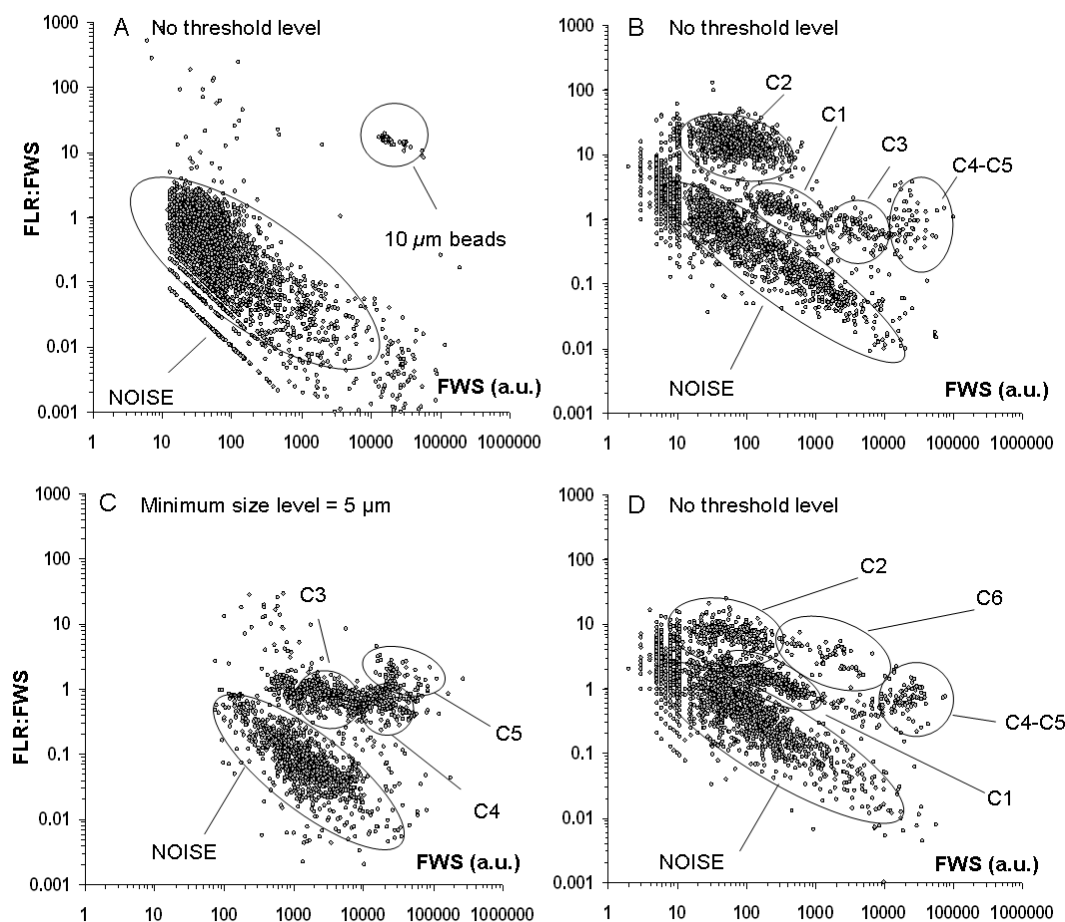 A No threshold level
1000
100
10
1
0.1
0.01
0.001
FLR:FWS
10 µm beads
NOISE
FWS (a.u.)
1 10 100 1000 10000 100000 1000000
B No threshold level
1000
100
10
1
0.1
0.01
0.001
C2
C1
C3
C4-C5
NOISE
FWS (a.u.)
1 10 100 1000 10000 100000 1000000
C Minimum size level = 5 µm
1000
100
10
1
0.1
0.01
0.001
FLR:FWS
C3
C5
C4
NOISE
FWS (a.u.)
1 10 100 1000 10000 100000 1000000
D No threshold level
1000
100
10
1
0.1
0.01
0.001
C2
C6
C4-C5
C1
NOISE
FWS (a.u.)
1 10 100 1000 10000 100000 1000000